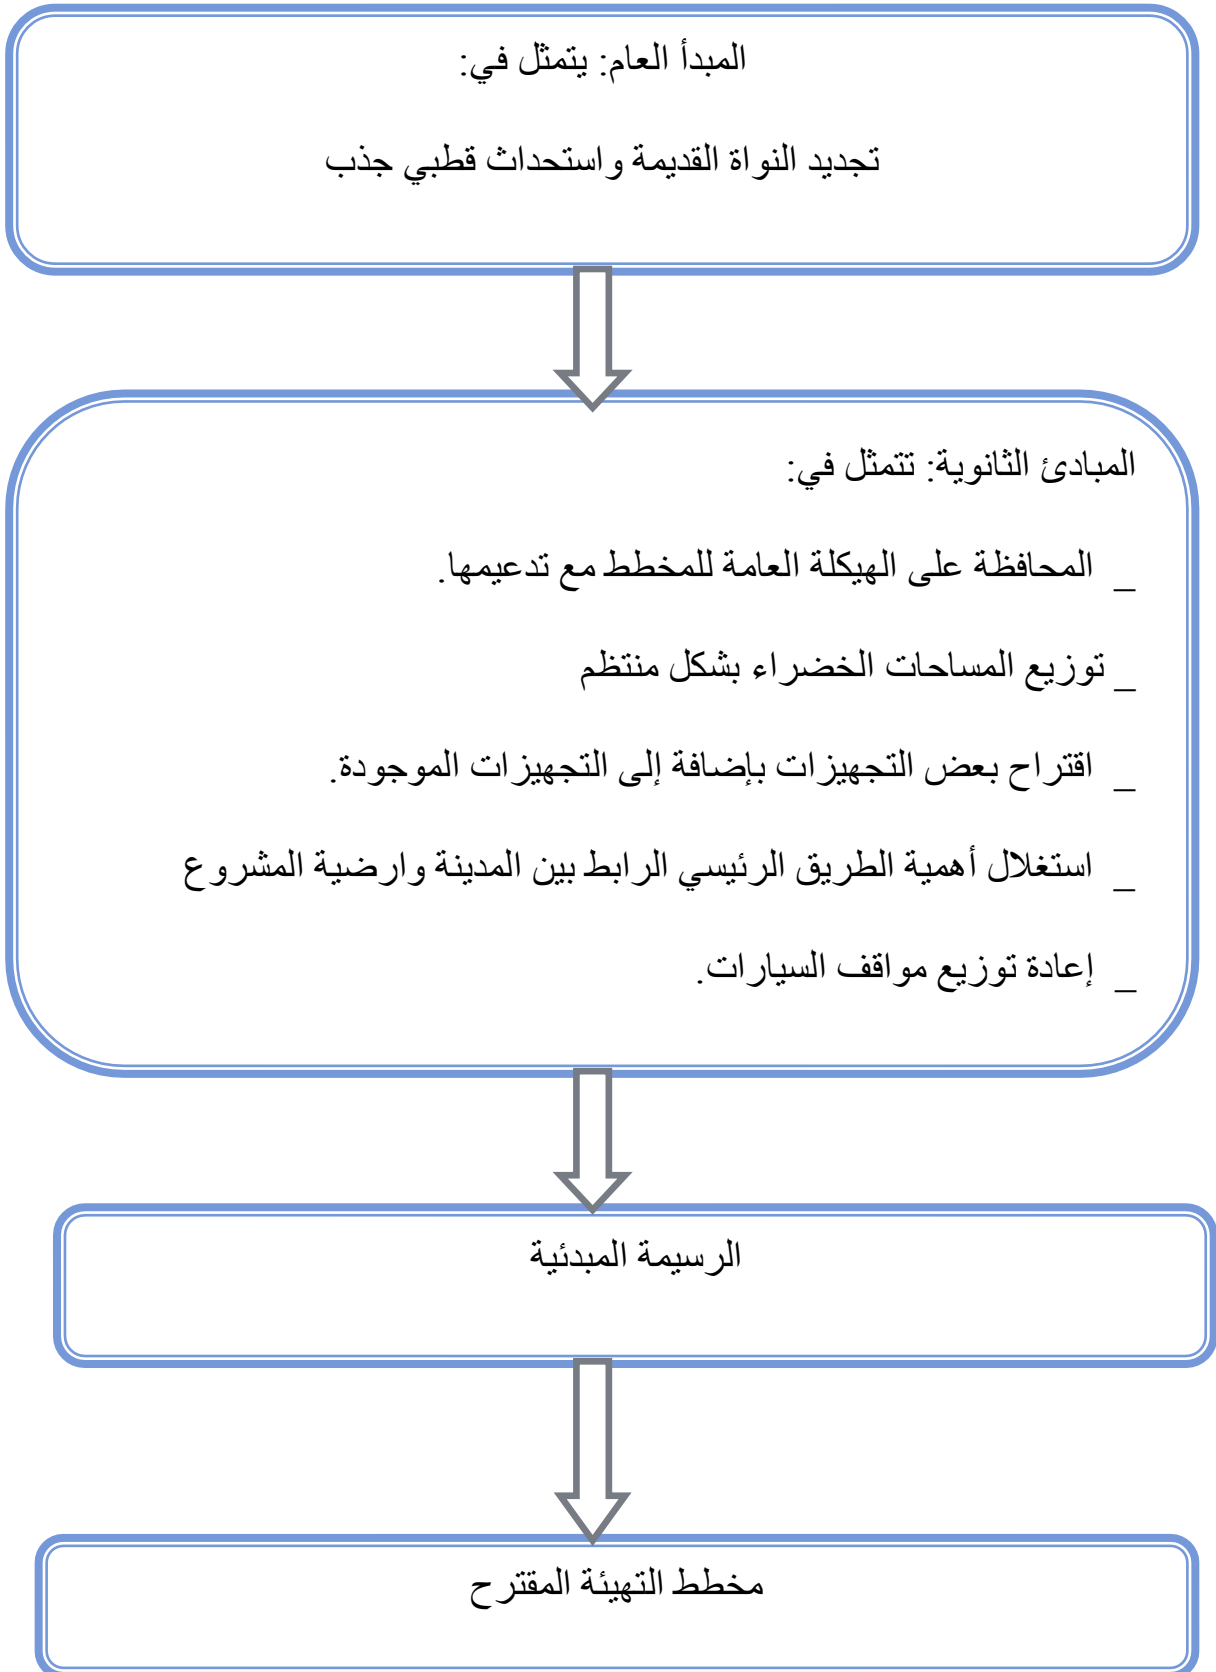 المبدأ العام: يتمثل في:
تجديد النواة القديمة واستحداث قطبي جذب
المبادئ الثانوية: تتمثل في:
_ المحافظة على الهيكلة العامة للمخطط مع تدعيمها.
_ توزيع المساحات الخضراء بشكل منتظم
_ اقتراح بعض التجهيزات بإضافة إلى التجهيزات الموجودة.
_ استغلال أهمية الطريق الرئيسي الرابط بين المدينة وارضية المشروع
_ إعادة توزيع مواقف السيارات.
الرسيمة المبدئية
مخطط التهيئة المقترح